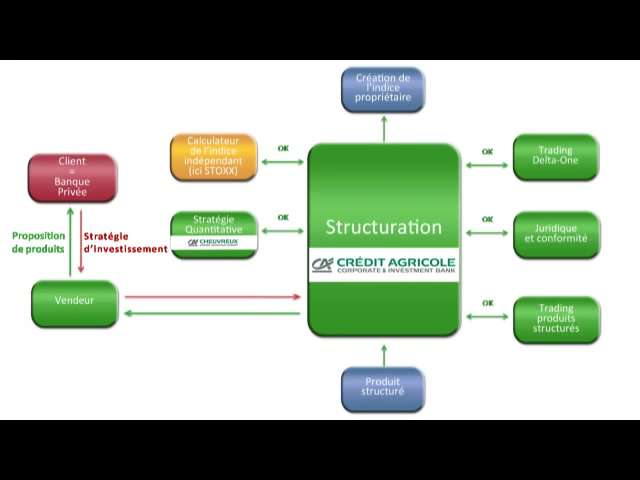 Création de
l'indice
propriétaire
Calculateur
de l'indice
indépendant
(ici STOXX)
OK
OK
Trading
Delta-One
Client
=
Banque
Privée
Stratégie
Quantitative
CA CHEUVREUX
OK
Structuration
OK
Juridique
et conformité
Proposition
de produits
Stratégie
d'investissement
CA CRÉDIT AGRICOLE
CORPORATE & INVESTMENT BANK
Vendeur
OK
Trading
produits
structurés
Produit
structuré